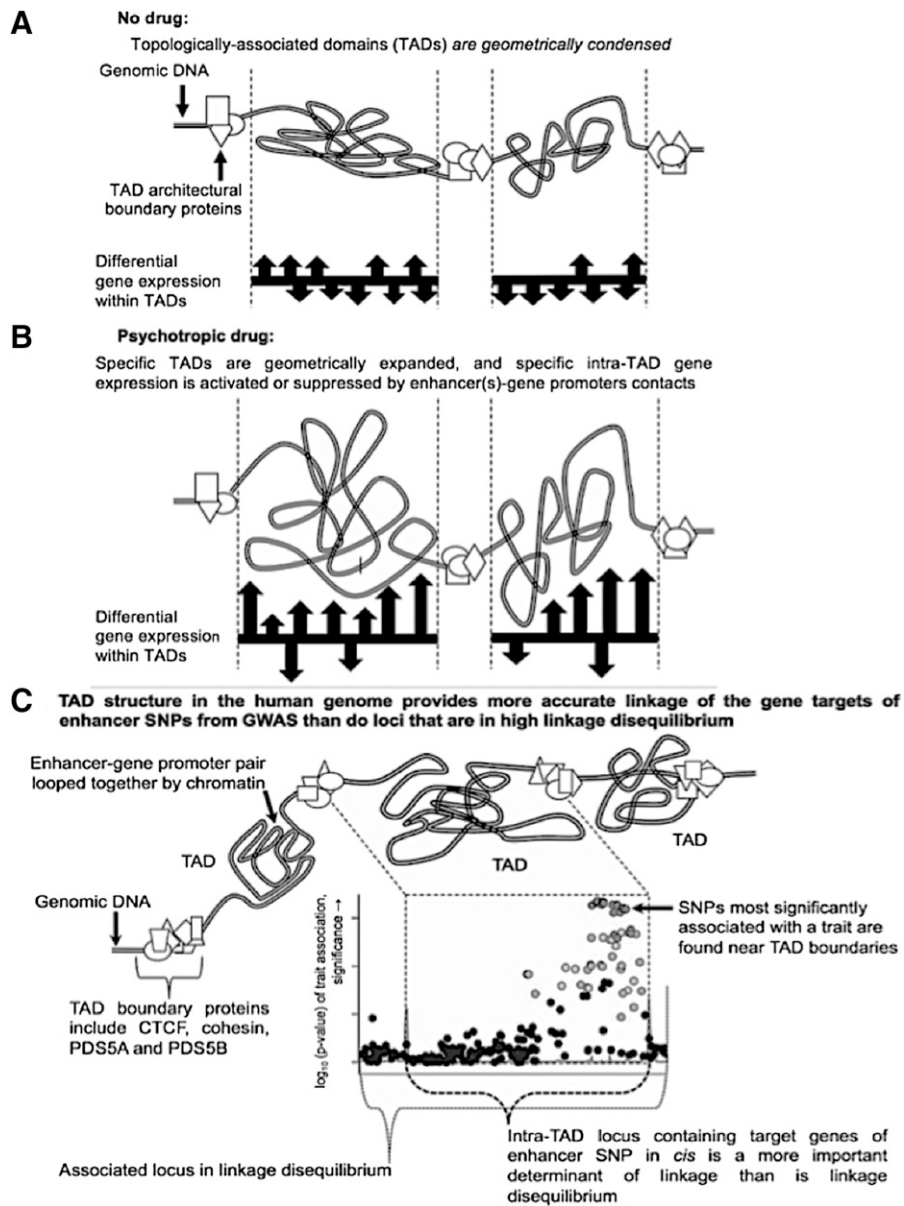 A
No drug:
Topologically-associated domains (TADs) are geometrically condensed
Genomic DNA
TAD architectural
boundary proteins
Differential
gene expression
within TADs
B
Psychotropic drug:
Specific TADs are geometrically expanded, and specific intra-TAD gene
expression is activated or suppressed by enhancer(s)-gene promoters contacts
Differential
gene expression
within TADs
C
TAD structure in the human genome provides more accurate linkage of the gene targets of
enhancer SNPs from GWAS than do loci that are in high linkage disequilibrium
Enhancer-gene promoter pair
looped together by chromatin
TAD
TAD
TAD
Genomic DNA
TAD boundary proteins
include CTCF, cohesin,
PDS5A and PDS5B
log₁₀ (p-value) of trait association,
significance →
SNPs most significantly
associated with a trait are
found near TAD boundaries
Associated locus in linkage disequilibrium
Intra-TAD locus containing target genes of
enhancer SNP in cis is a more important
determinant of linkage than is linkage
disequilibrium